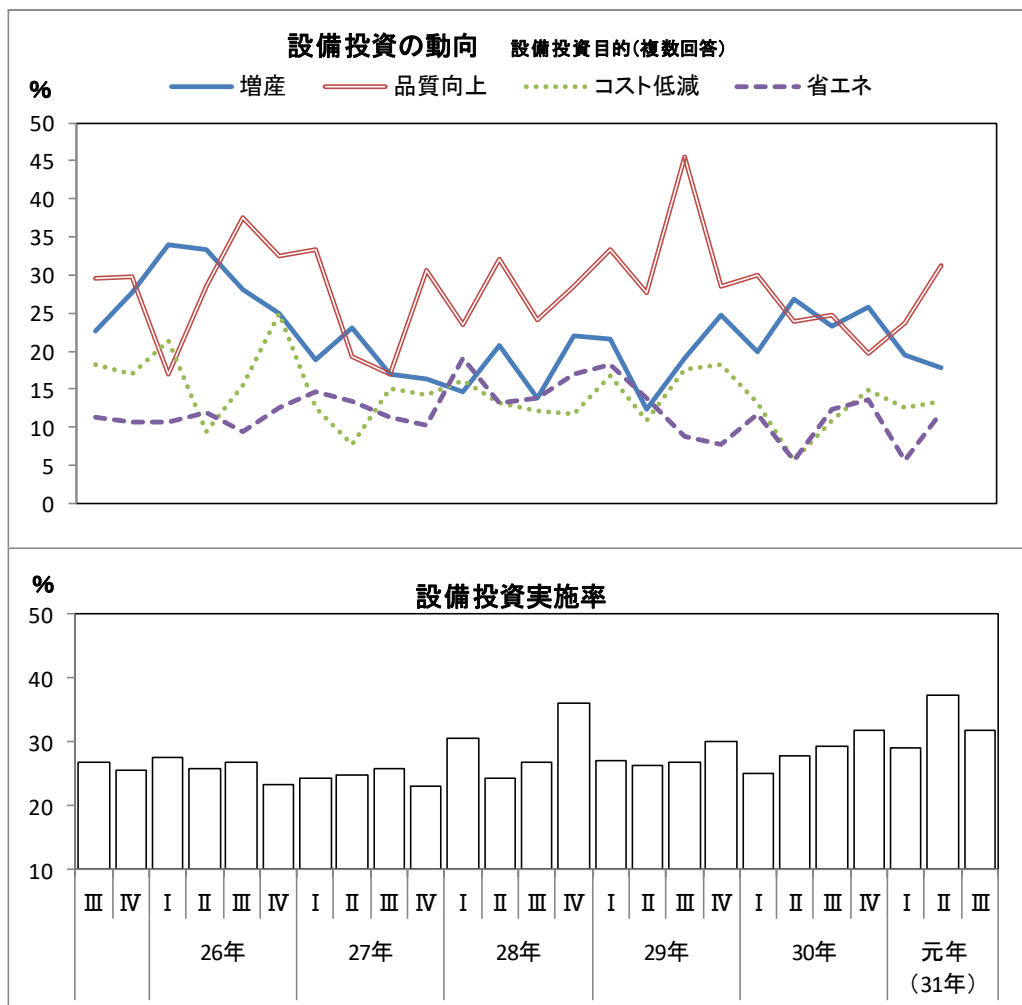 設備投資の動向 設備投資目的(複数回答)
% 増産 品質向上 コスト低減 省エネ
50
45
40
35
30
25
20
15
10
5
0
%
設備投資実施率
50
40
30
20
10
Ⅲ Ⅳ Ⅰ Ⅱ Ⅲ Ⅳ Ⅰ Ⅱ Ⅲ Ⅳ Ⅰ Ⅱ Ⅲ Ⅳ Ⅰ Ⅱ Ⅲ Ⅳ Ⅰ Ⅱ Ⅲ Ⅳ Ⅰ Ⅱ Ⅲ
26年 27年 28年 29年 30年 元年
(31年)